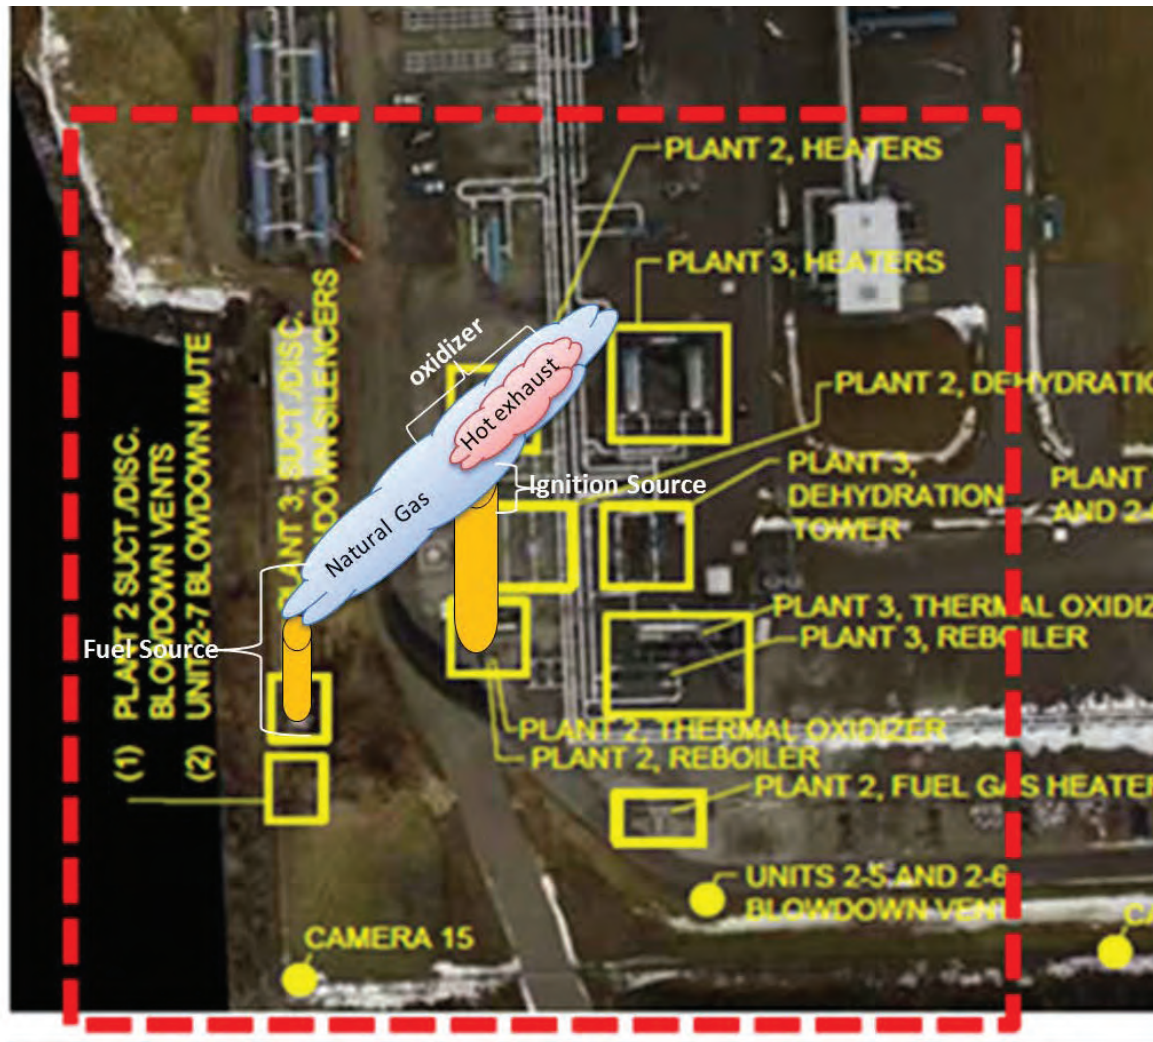 PLANT 2, HEATERS
PLANT 3, HEATERS
oxidizer
Hot exhaust
Natural Gas
Ignition Source
Fuel Source
PLANT 2, DEHYDRATIO
PLANT 3,
DEHYDRATION
TOWER
PLANT
AND 2-
PLANT 3, SUCT./DISC.
SILENCERS
(1) PLANT 2 SUCT./DISC.
BLOWDOWN VENTS
(2) UNIT 2-7 BLOWDOWN MUTE
PLANT 3, THERMAL OXIDIZ
PLANT 3, REBOILER
PLANT 2, THERMAL OXIDIZER
PLANT 2, REBOILER
PLANT 2, FUEL GAS HEATER
UNITS 2-5 AND 2-6
BLOWDOWN VENT
CAMERA 15
CA